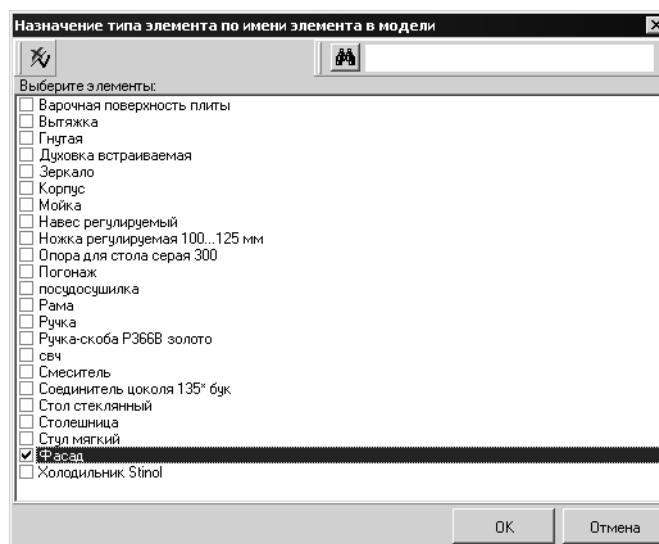 Назначение типа элемента по имени элемента в модели
Выберите элементы:
Варочная поверхность плиты
Вытяжка
Гнутая
Духовка встраиваемая
Зеркало
Корпус
Мойка
Навес регулируемый
Ножка регулируемая 100...125 мм
Опора для стола серая 300
Погонаж
посудосушилка
Рама
Ручка
Ручка-скоба Р366В золото
свч
Смеситель
Соединитель цоколя 135* бук
Стол стеклянный
Столешница
Стул мягкий
Фасад
Холодильник Stinol
OK Отмена